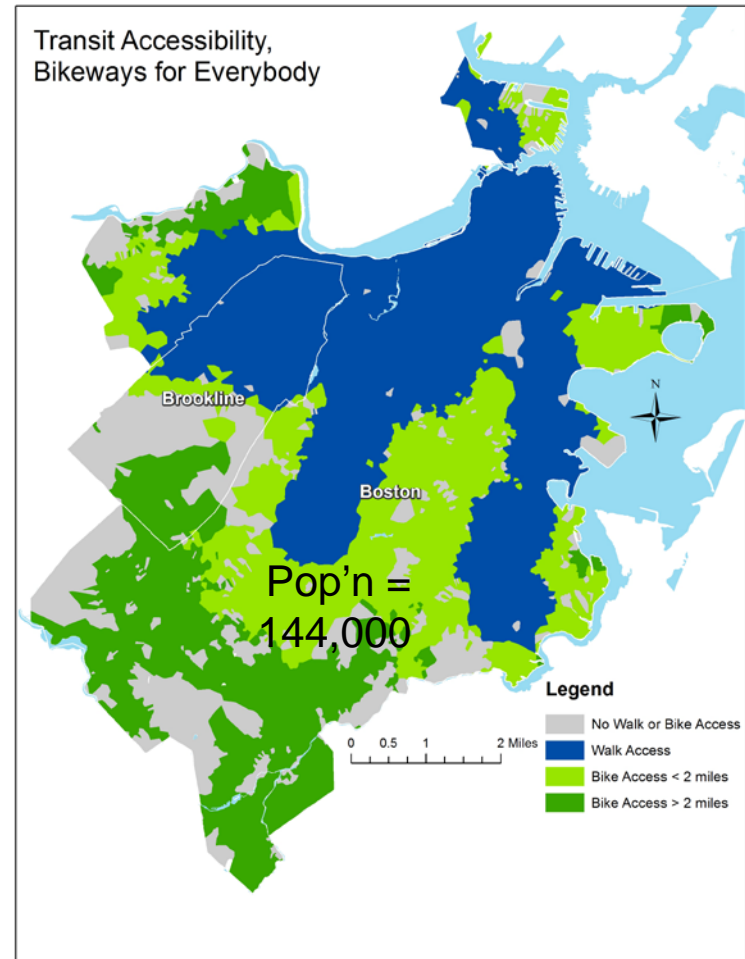 Transit Accessibility,
Bikeways for Everybody
Brookline
N
Boston
Pop’n =
144,000
Legend
No Walk or Bike Access
Walk Access
Bike Access < 2 miles
Bike Access > 2 miles
0 0.5 1 2 Miles